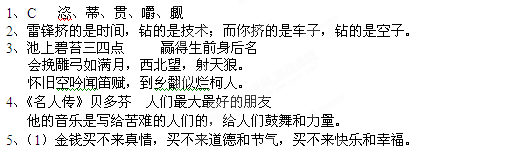 1、C  恣、蒂、贯、嚼、觑
2、雷锋挤的是时间，钻的是技术；而你挤的是车子，钻的是空子。
3、池上碧苔三四点  赢得生前身后名
会挽雕弓如满月，西北望，射天狼。
怀旧空吟闻笛赋，到乡翻似烂柯人。
4、《名人传》贝多芬  人们最大最好的朋友
他的音乐是写给苦难的人们的，给人们鼓舞和力量。
5、（1）金钱买不来真情，买不来道德和节气，买不来快乐和幸福。